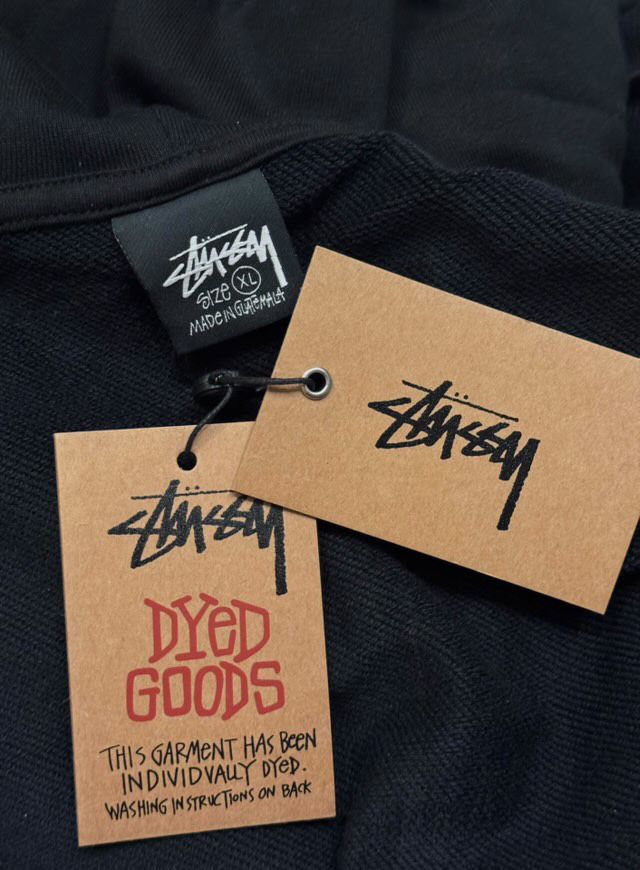 STÜSSY
SIZE XL
MADE IN GUATEMALA
STÜSSY
STÜSSY
DYED
GOODS
THIS GARMENT HAS BEEN
INDIVIDVALLY DYED.
WASHING INSTRUCTIONS ON BACK